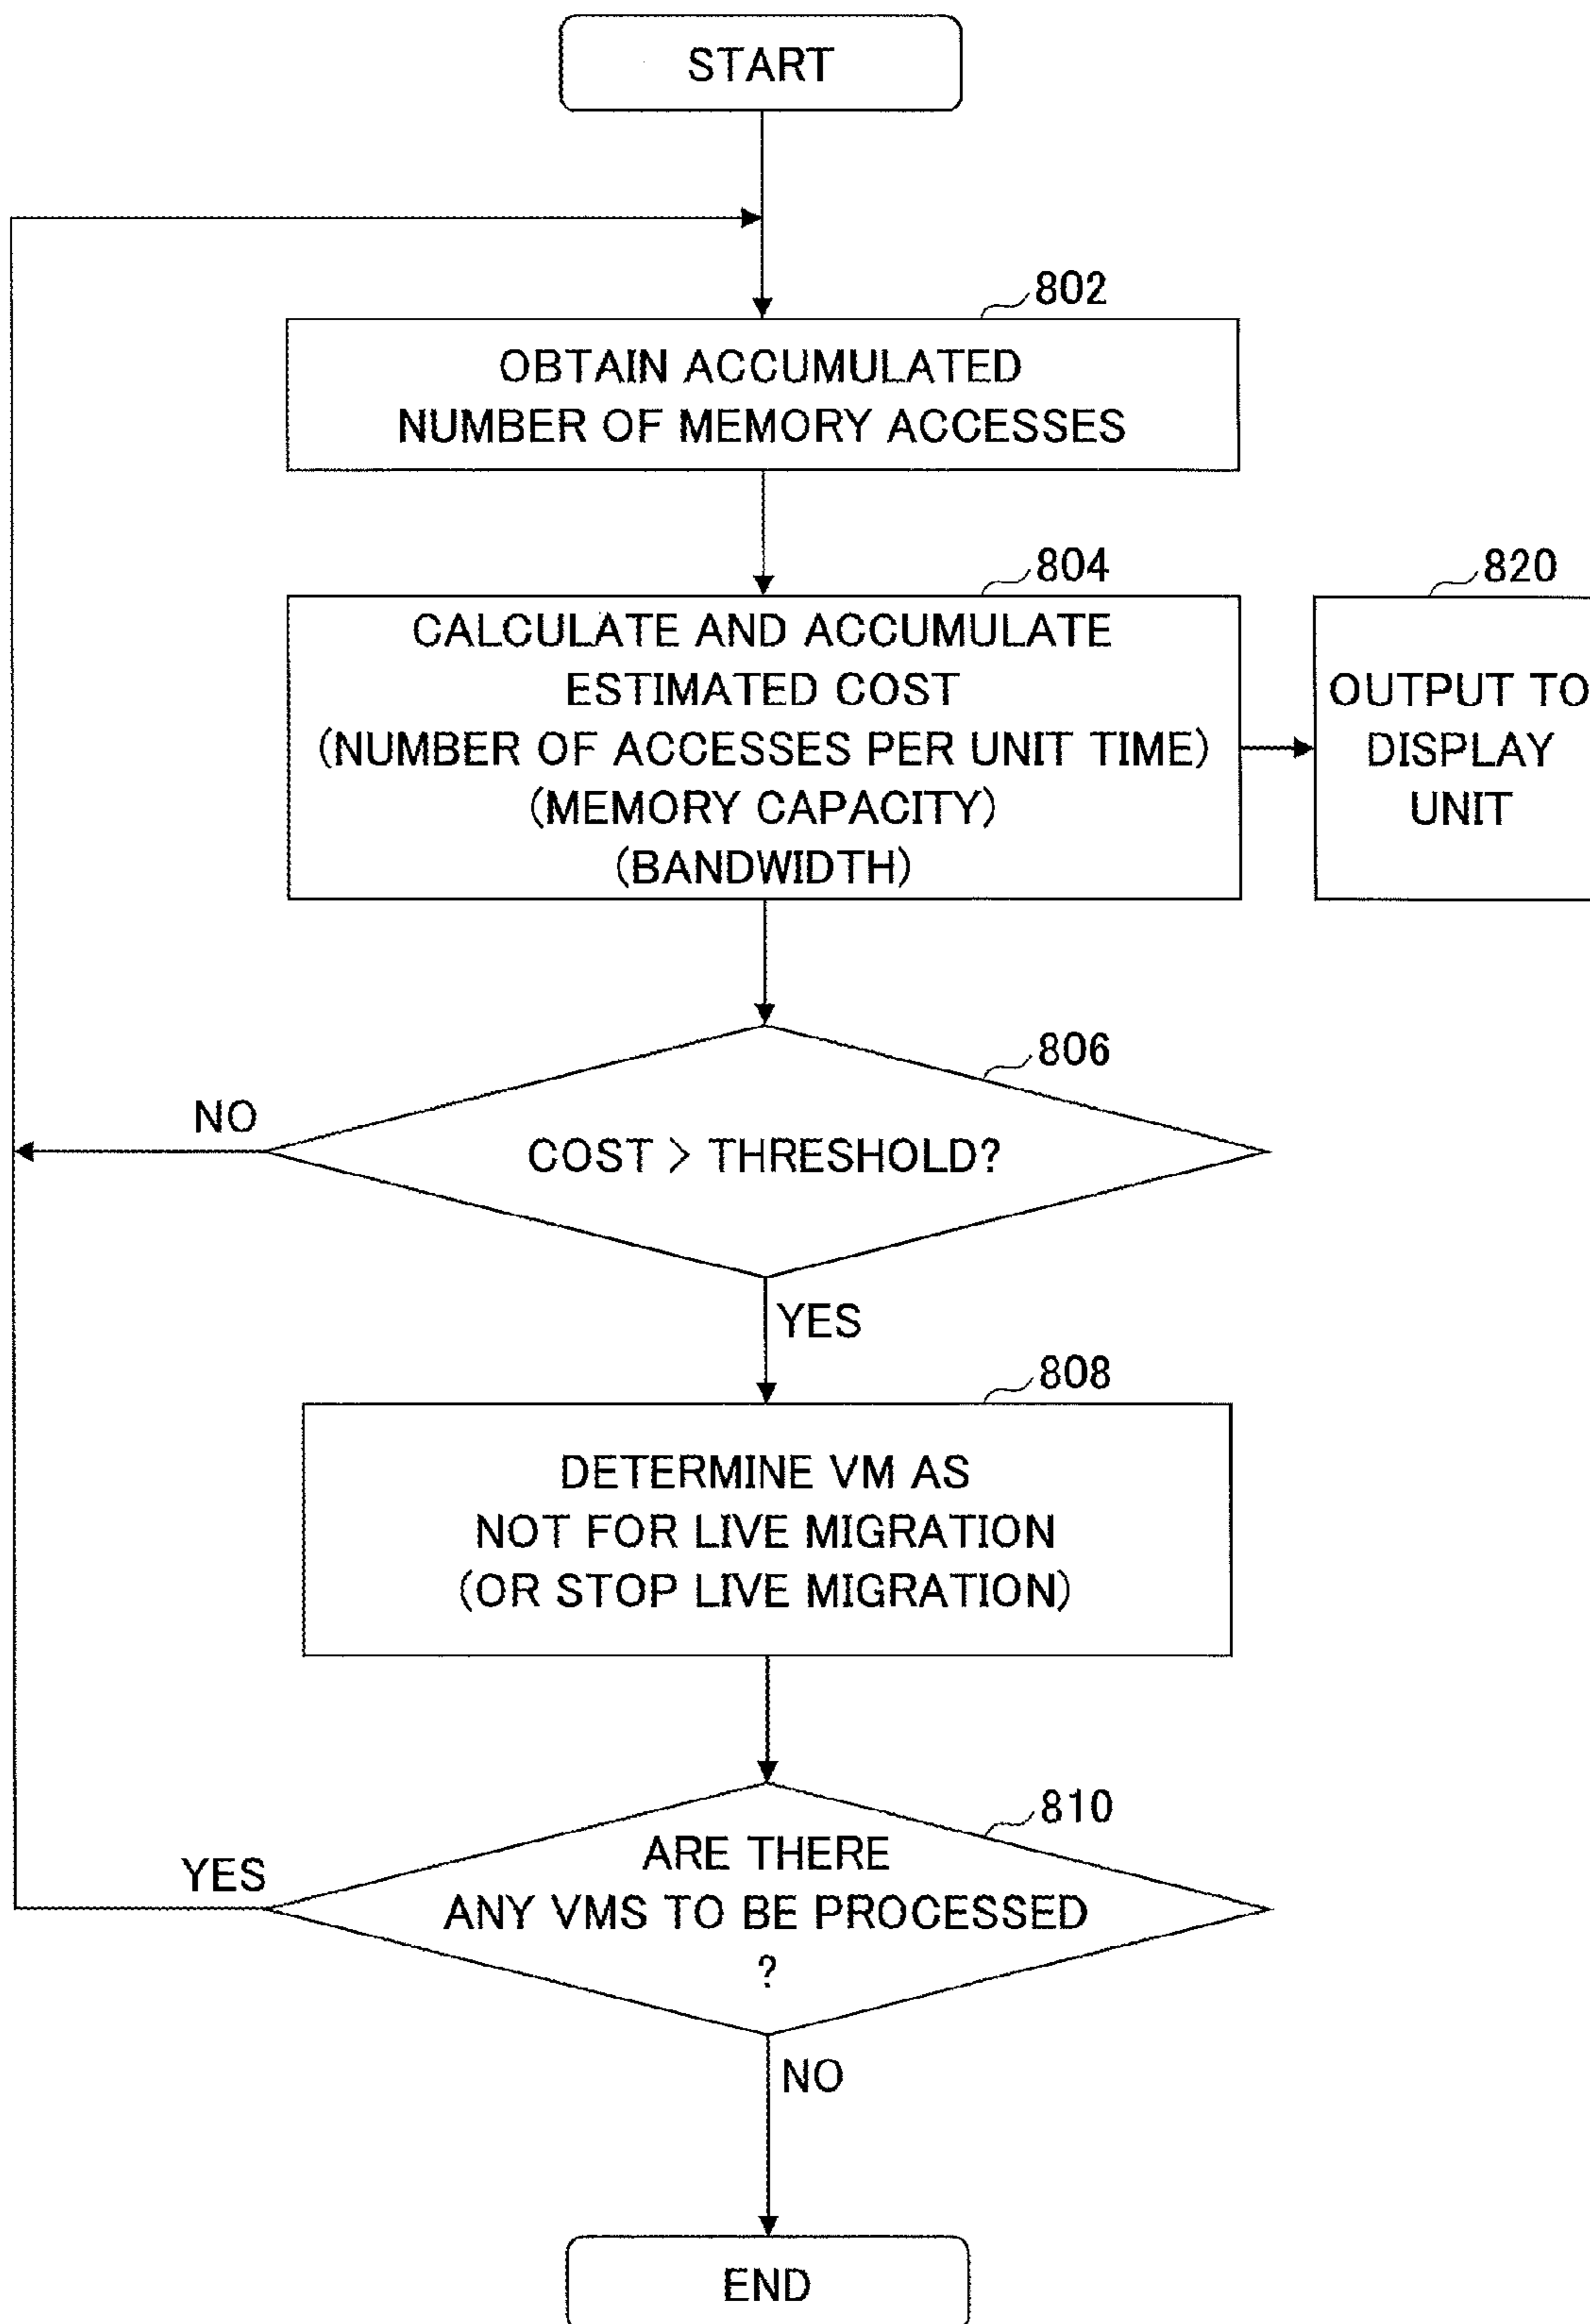 START
802
OBTAIN ACCUMULATED
NUMBER OF MEMORY ACCESSES
804
CALCULATE AND ACCUMULATE
ESTIMATED COST
(NUMBER OF ACCESSES PER UNIT TIME)
(MEMORY CAPACITY)
(BANDWIDTH)
820
OUTPUT TO
DISPLAY
UNIT
806
COST > THRESHOLD?
NO
YES
808
DETERMINE VM AS
NOT FOR LIVE MIGRATION
(OR STOP LIVE MIGRATION)
810
ARE THERE
ANY VMS TO BE PROCESSED
?
YES
NO
END